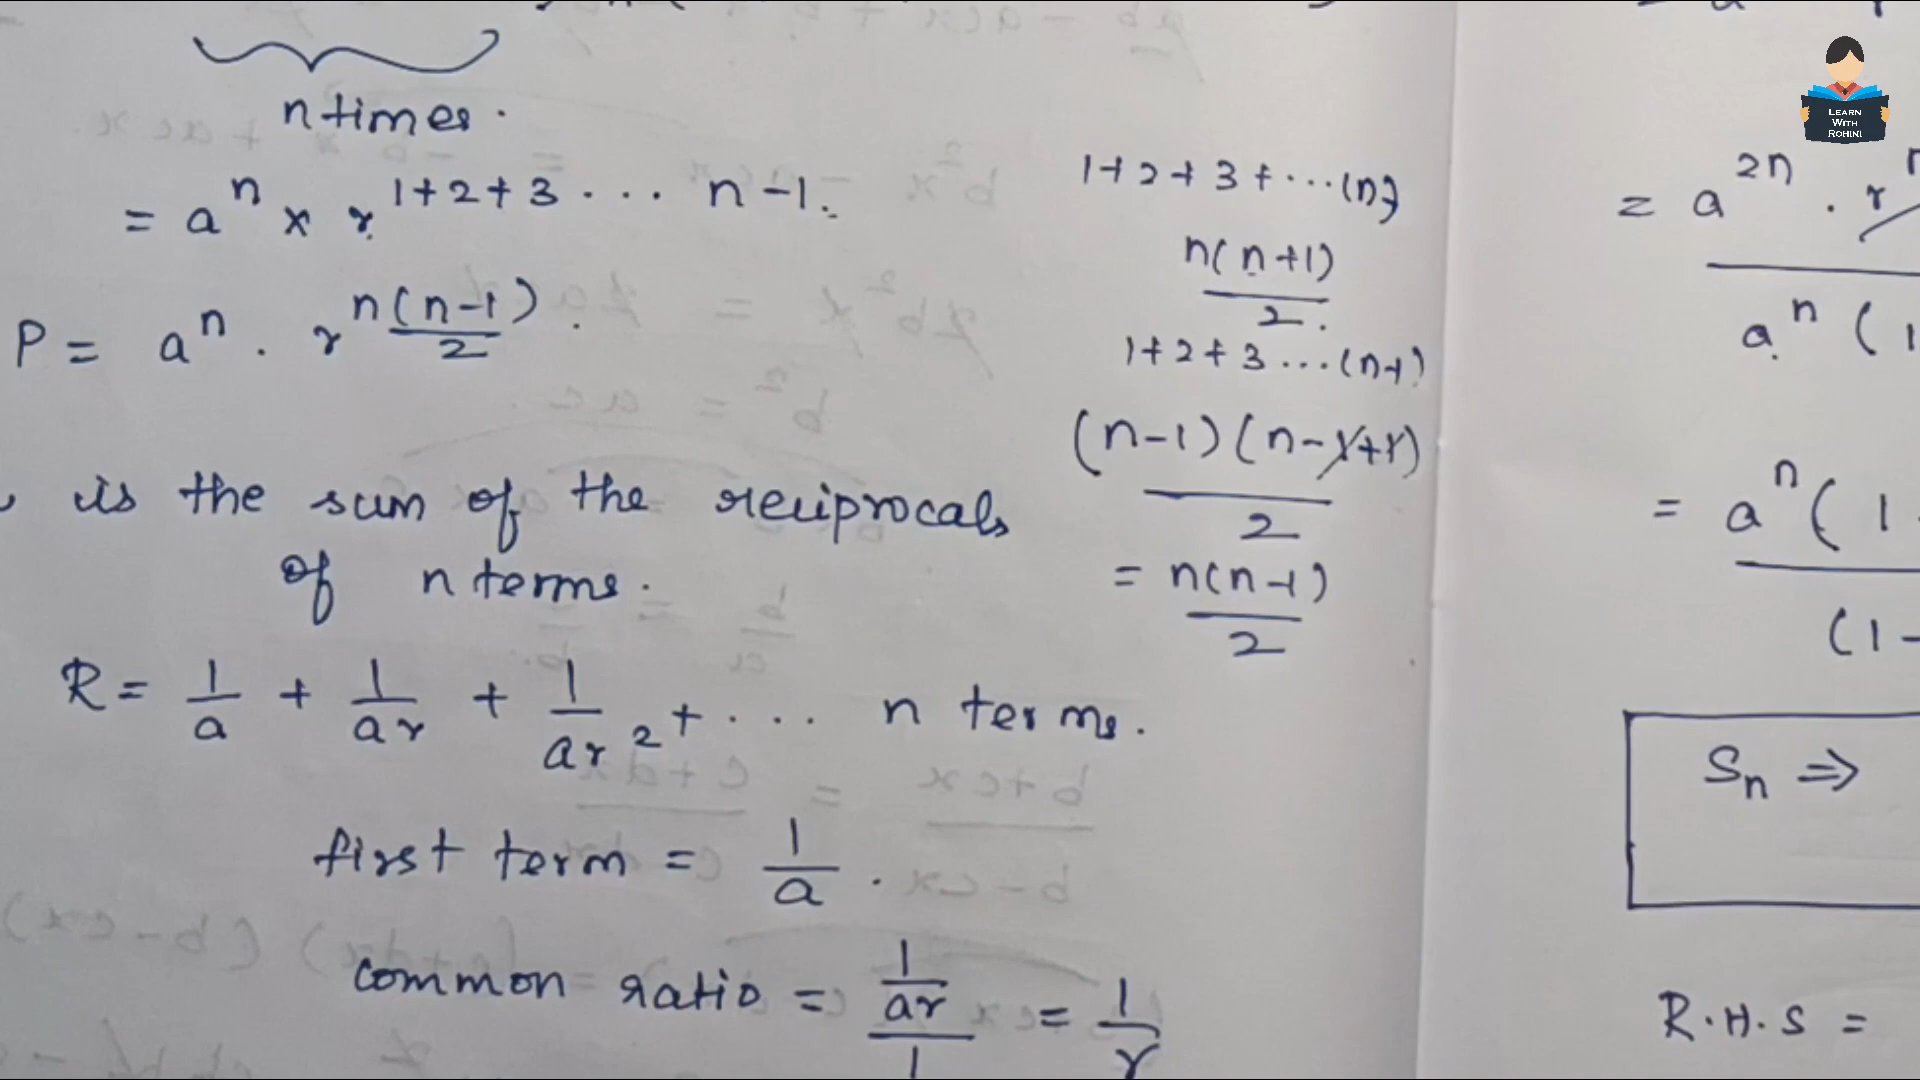 n times.
= a^n × r^1+2+3.... n-1.
P = a^n . r^n(n-1)/2 .
is the sum of the reciprocals
of n terms.
R = 1/a + 1/ar + 1/ar^2 + .... n terms.
first term = 1/a .
common ratio = 1/ar / 1 = 1/r
1+2+3+...(n)
n(n+1)/2.
1+2+3...(n-1)
(n-1)(n-1+1)/2
= n(n-1)/2
LEARN
WITH
ROHINI
= a^2n . r^n
a^n (1
= a^n (1
(1-
Sn ⇒
R.H.S =